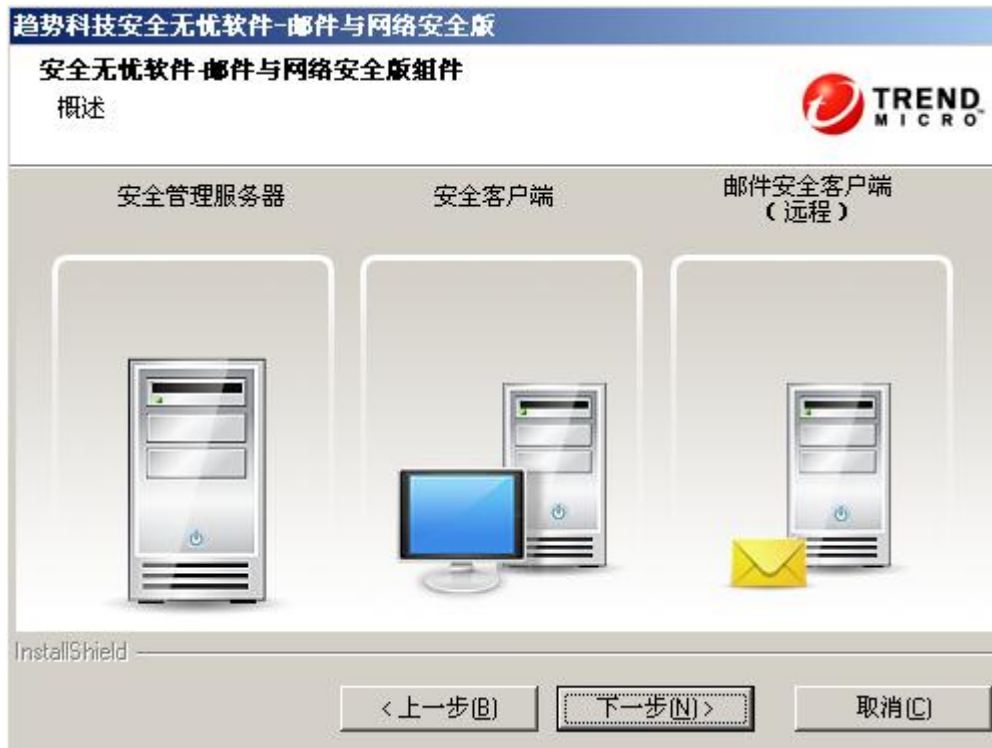 趋势科技安全无忧软件-邮件与网络安全版
安全无忧软件-邮件与网络安全版组件
概述
TREND
MICRO
安全管理服务器
安全客户端
邮件安全客户端
(远程)
InstallShield
<上一步(B)
下一步(N)>
取消(C)